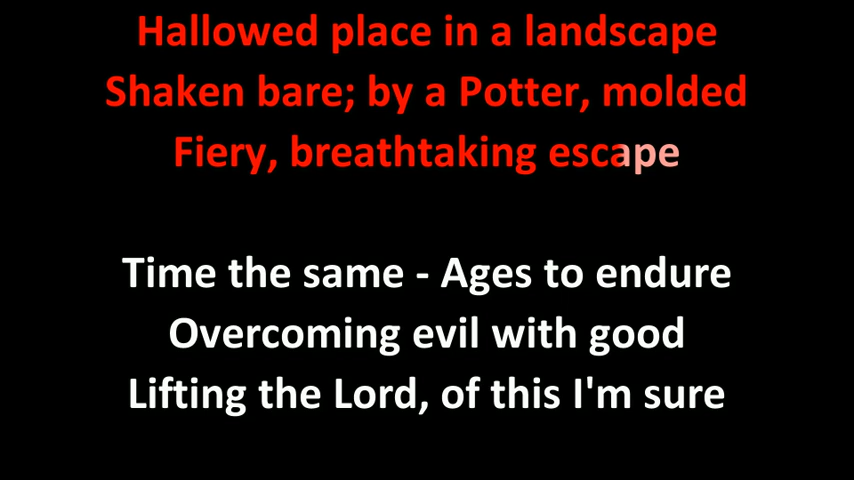 Hallowed place in a landscape
Shaken bare; by a Potter, molded
Fiery, breathtaking escape
Time the same - Ages to endure
Overcoming evil with good
Lifting the Lord, of this I'm sure